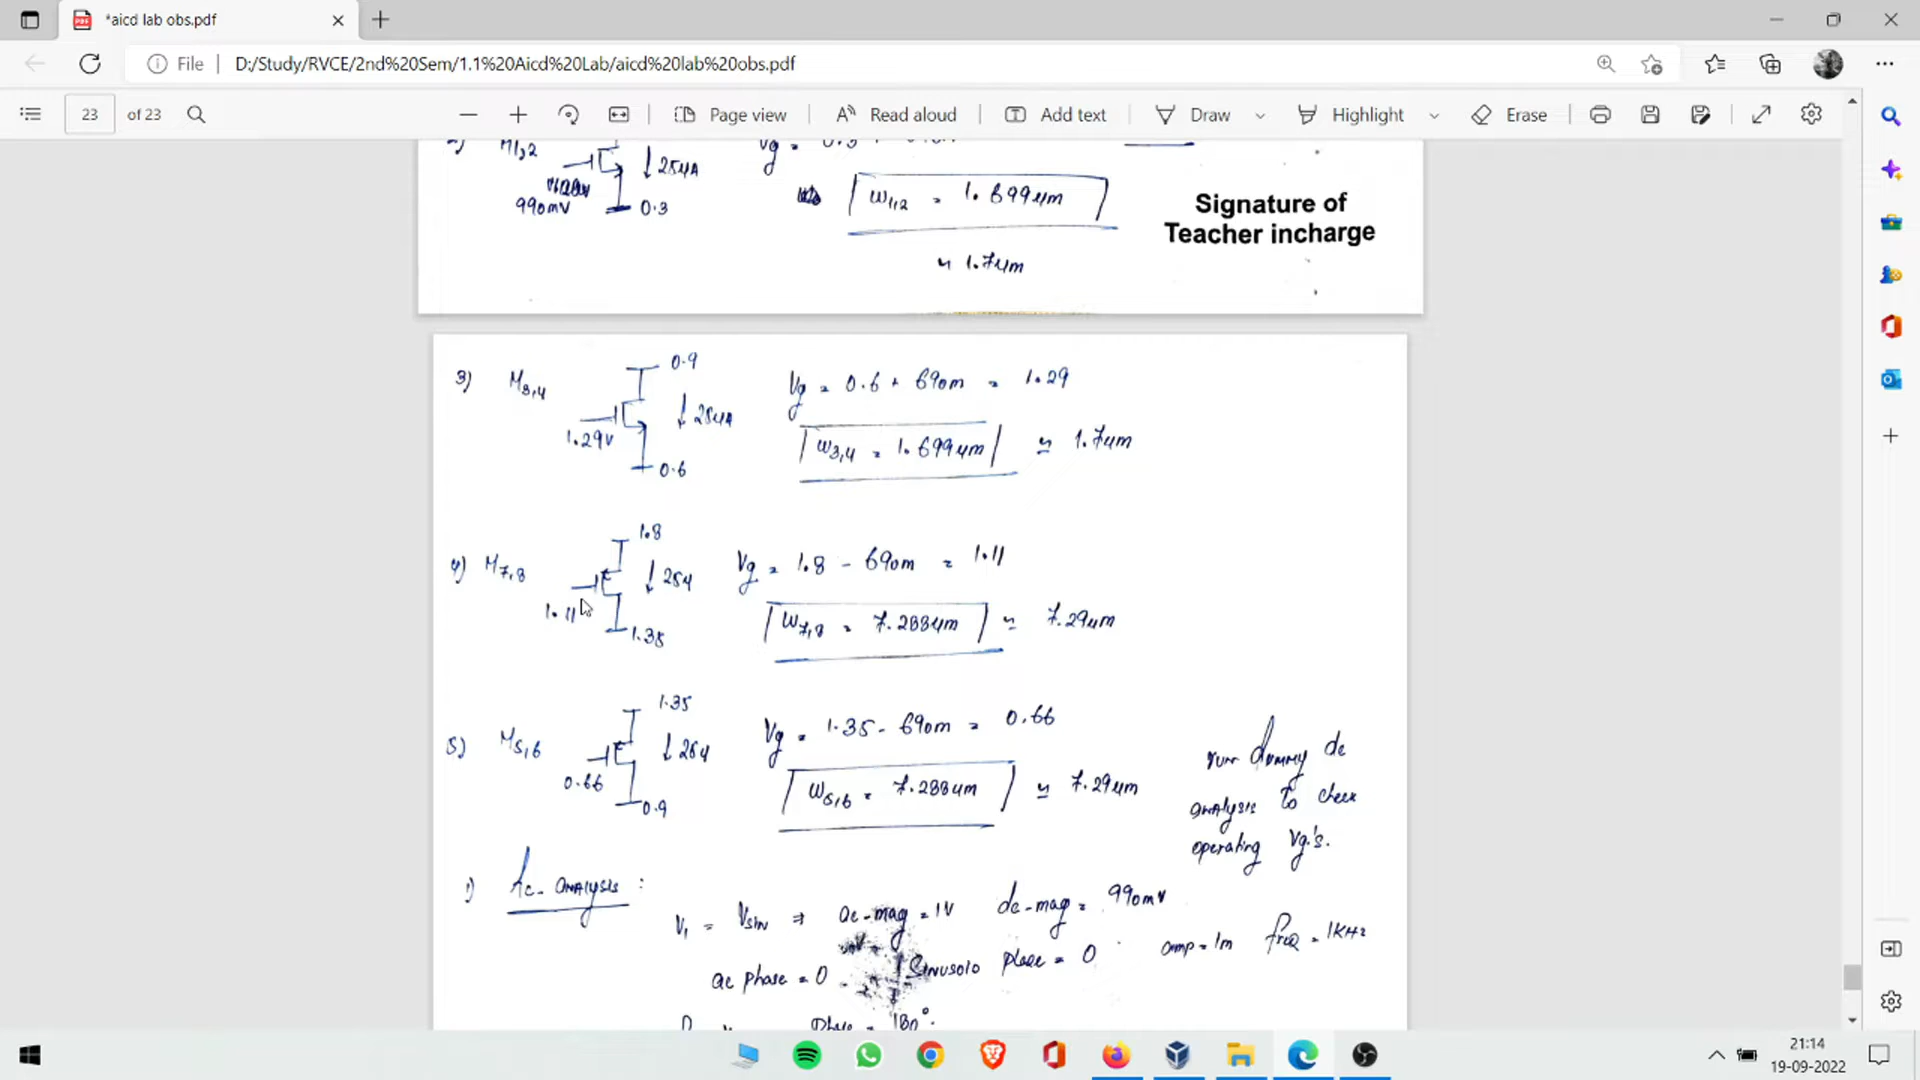 *aicd lab obs.pdf
File D:/Study/RVCE/2nd%20Sem/1.1%20Aicd%20Lab/aicd%20lab%20obs.pdf
23 of 23 Page view Read aloud Add text Draw Highlight Erase
M1,2 25uA
990mV 0.3
W1,2 = 1.699um
≃ 1.7um
Signature of
Teacher incharge
3) M3,4 0.9 25uA 1.29V 0.6
Vg = 0.6 + 690m = 1.29
W3,4 = 1.699um ≃ 1.7um
4) M7,8 1.8 25u 1.11 1.35
Vg = 1.8 - 690m = 1.11
W7,8 = 7.288um ≃ 7.29um
5) M5,6 1.35 25u 0.66 0.9
Vg = 1.35 - 690m = 0.66
W5,6 = 7.288um ≃ 7.29um
run dummy dc
analysis to check
operating Vg's.
1) Ac-analysis :
V1 = Vsin ⇒ ac-mag = 1V dc-mag = 990mV
ac phase = 0 sinusoid phase = 0 amp = 1m freq = 1kHz
phase = 180°.
21:14
19-09-2022